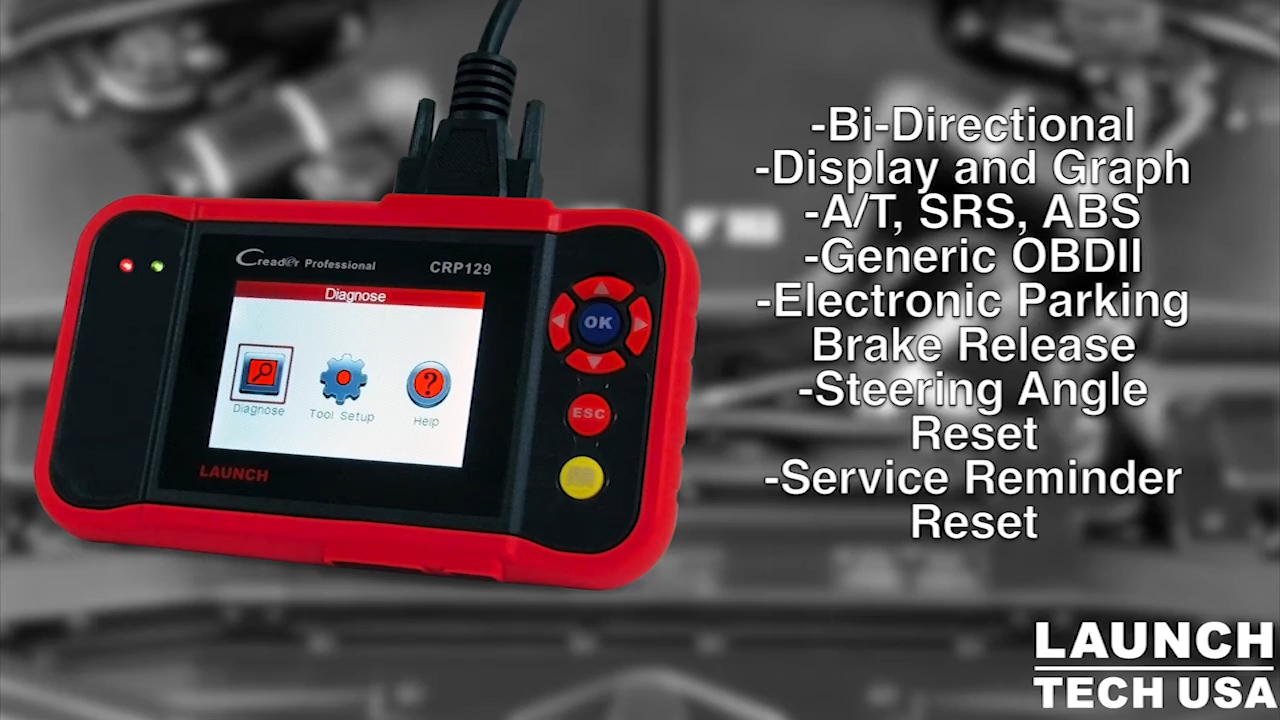 Creader Professional
CRP129
Diagnose
Diagnose
Tool Setup
Help
LAUNCH
OK
ESC
-Bi-Directional
-Display and Graph
-A/T, SRS, ABS
-Generic OBDII
-Electronic Parking
Brake Release
-Steering Angle
Reset
-Service Reminder
Reset
LAUNCH
TECH USA